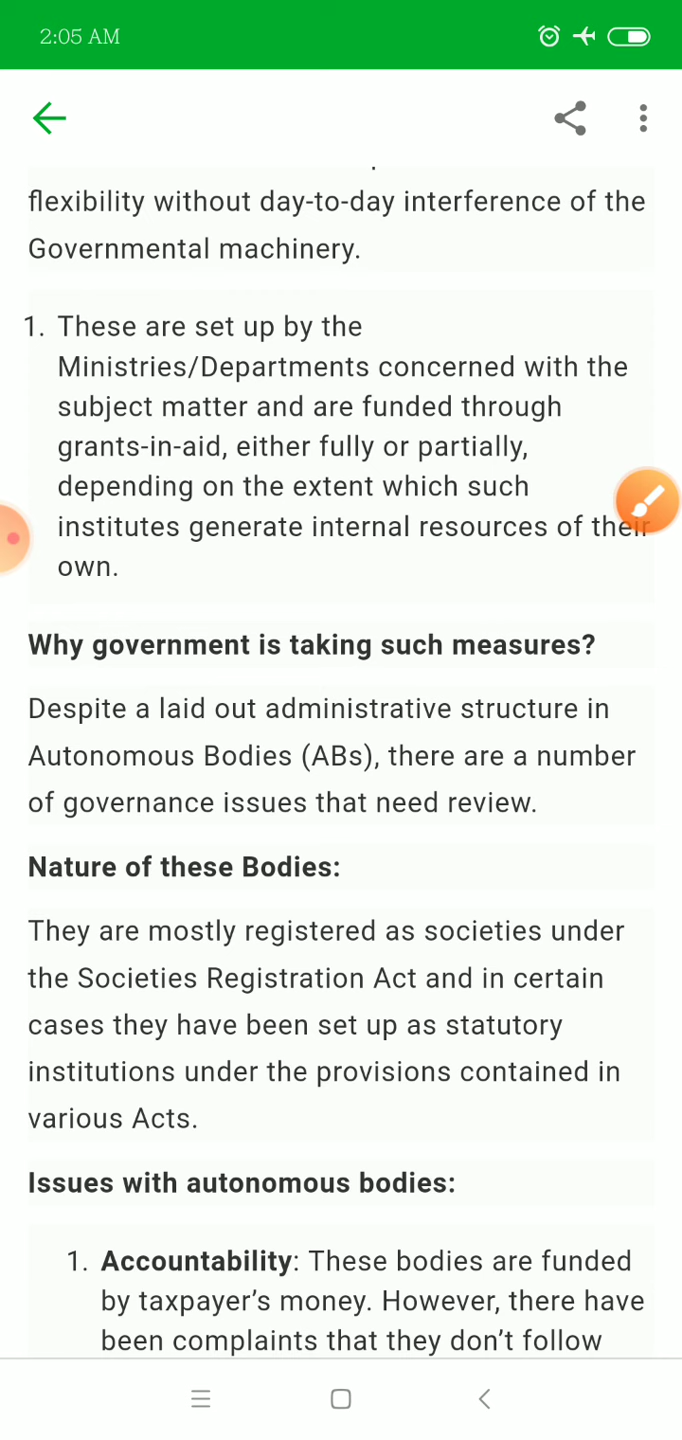 2:05 AM
flexibility without day-to-day interference of the
Governmental machinery.
1. These are set up by the
Ministries/Departments concerned with the
subject matter and are funded through
grants-in-aid, either fully or partially,
depending on the extent which such
institutes generate internal resources of their
own.
Why government is taking such measures?
Despite a laid out administrative structure in
Autonomous Bodies (ABs), there are a number
of governance issues that need review.
Nature of these Bodies:
They are mostly registered as societies under
the Societies Registration Act and in certain
cases they have been set up as statutory
institutions under the provisions contained in
various Acts.
Issues with autonomous bodies:
1. Accountability: These bodies are funded
by taxpayer’s money. However, there have
been complaints that they don’t follow